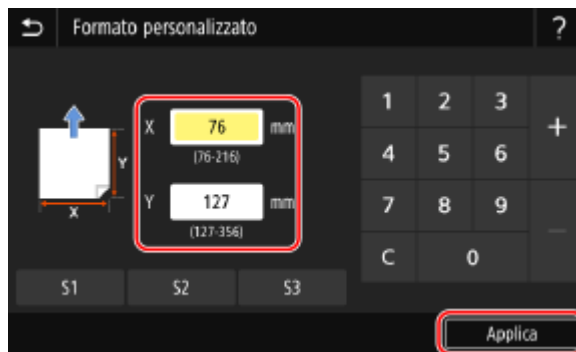 Formato personalizzato ?
X 76 mm
(76-216)
Y
Y 127 mm
(127-356)
X
1 2 3 +
4 5 6
7 8 9 -
C 0
S1 S2 S3
Applica